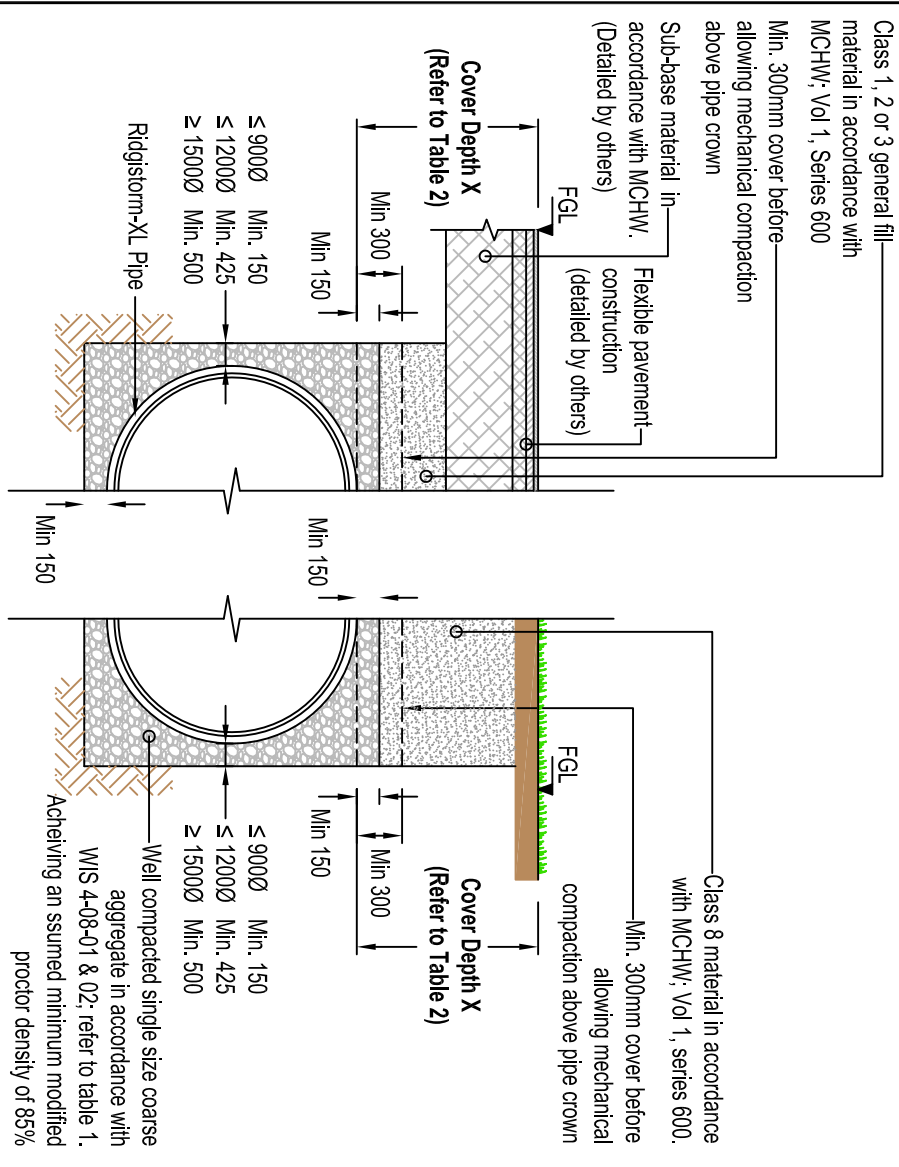 Class 1, 2 or 3 general fill
material in accordance with
MCHW; Vol 1, Series 600
Min. 300mm cover before
allowing mechanical compaction
above pipe crown
Sub-base material in
accordance with MCHW.
(Detailed by others)
Flexible pavement
construction
(detailed by others)
FGL
Cover Depth X
(Refer to Table 2)
Min 300
Min 150
≤ 900Ø Min. 150
≤ 1200Ø Min. 425
≥ 1500Ø Min. 500
Ridgistorm-XL Pipe
Min 150
Min 150
Class 8 material in accordance
with MCHW; Vol 1, series 600.
Min. 300mm cover before
allowing mechanical
compaction above pipe crown
FGL
Cover Depth X
(Refer to Table 2)
Min 300
Min 150
≤ 900Ø Min. 150
≤ 1200Ø Min. 425
≥ 1500Ø Min. 500
Well compacted single size coarse
aggregate in accordance with
WIS 4-08-01 & 02; refer to table 1.
Acheiving an ssumed minimum modified
proctor density of 85%